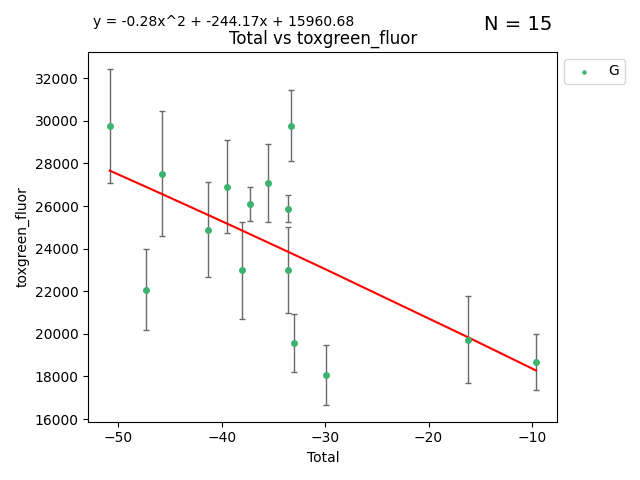 y = -0.28x^2 + -244.17x + 15960.68
N = 15
Total vs toxgreen_fluor
G
32000
30000
28000
26000
24000
22000
20000
18000
16000
toxgreen_fluor
−50
−40
−30
−20
−10
Total